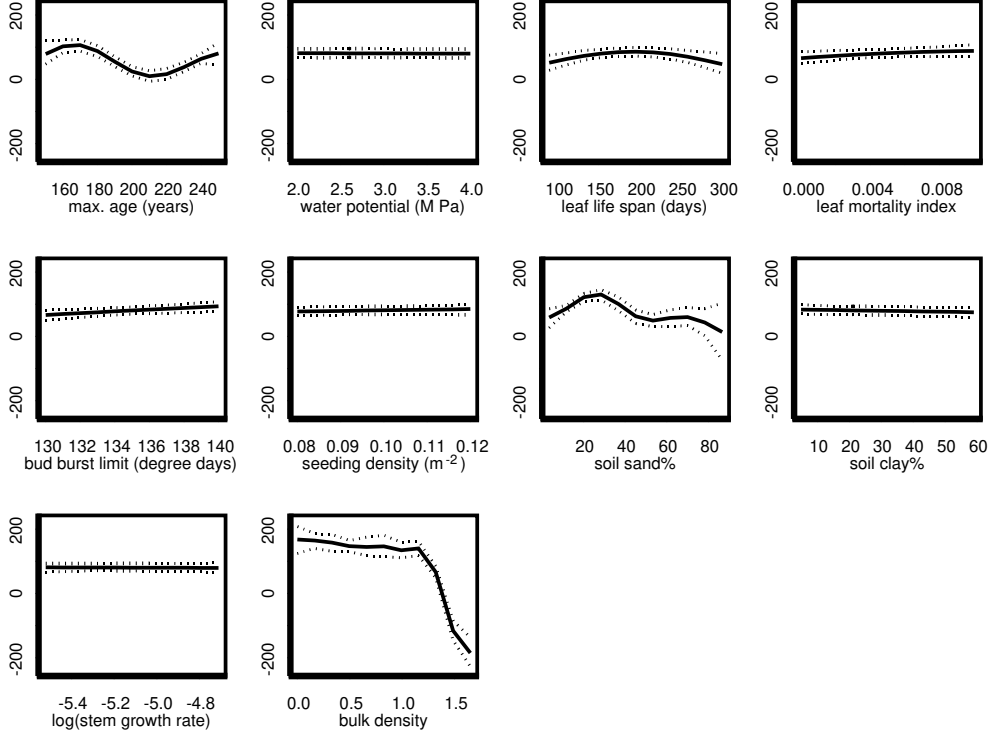 200 0 -200
160 180 200 220 240
max. age (years)
200 0 -200
2.0 2.5 3.0 3.5 4.0
water potential (M Pa)
200 0 -200
100 150 200 250 300
leaf life span (days)
200 0 -200
0.000 0.004 0.008
leaf mortality index
200 0 -200
130 132 134 136 138 140
bud burst limit (degree days)
200 0 -200
0.08 0.09 0.10 0.11 0.12
seeding density (m⁻²)
200 0 -200
20 40 60 80
soil sand%
200 0 -200
10 20 30 40 50 60
soil clay%
200 0 -200
-5.4 -5.2 -5.0 -4.8
log(stem growth rate)
200 0 -200
0.0 0.5 1.0 1.5
bulk density